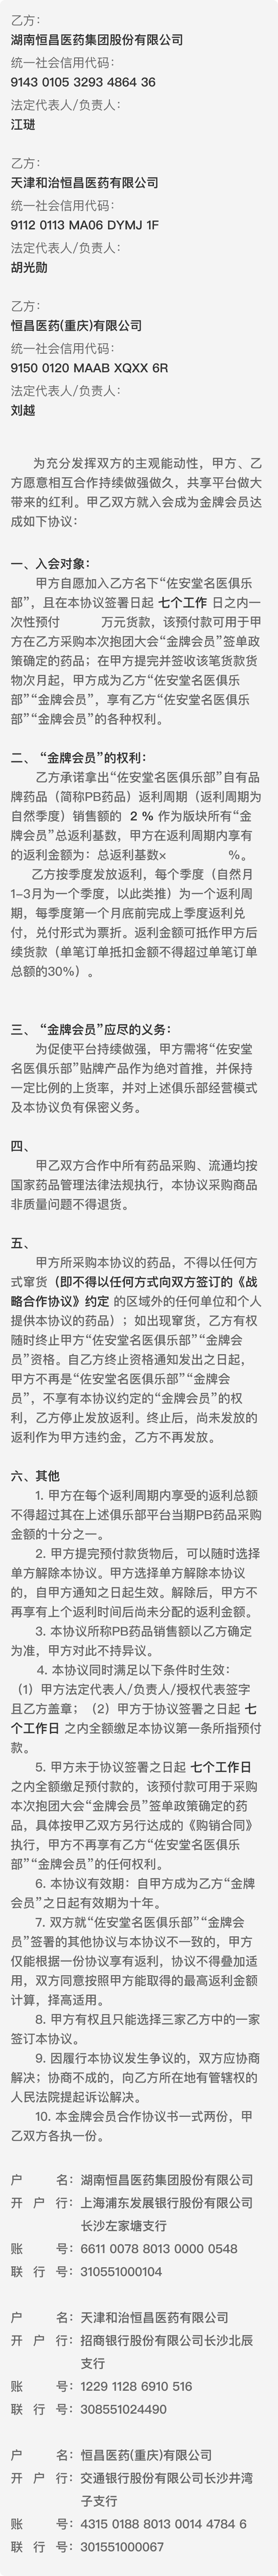 乙方：
湖南恒昌医药集团股份有限公司
统一社会信用代码：
9143 0105 3293 4864 36
法定代表人/负责人：
江琎
乙方：
天津和治恒昌医药有限公司
统一社会信用代码：
9112 0113 MA06 DYMJ 1F
法定代表人/负责人：
胡光勋
乙方：
恒昌医药(重庆)有限公司
统一社会信用代码：
9150 0120 MAAB XQXX 6R
法定代表人/负责人：
刘越
为充分发挥双方的主观能动性，甲方、乙
方愿意相互合作持续做强做久，共享平台做大
带来的红利。甲乙双方就入会成为金牌会员达
成如下协议：
一、入会对象：
甲方自愿加入乙方名下“佐安堂名医俱乐
部”，且在本协议签署日起 七个工作 日之内一
次性预付 万元货款，该预付款可用于甲
方在乙方采购本次抱团大会“金牌会员”签单政
策确定的药品；在甲方提完并签收该笔货款货
物次月起，甲方成为乙方“佐安堂名医俱乐
部”“金牌会员”，享有乙方“佐安堂名医俱乐
部”“金牌会员”的各种权利。
二、“金牌会员”的权利：
乙方承诺拿出“佐安堂名医俱乐部”自有品
牌药品（简称PB药品）返利周期（返利周期为
自然季度）销售额的 2 % 作为版块所有“金
牌会员”总返利基数，甲方在返利周期内享有
的返利金额为：总返利基数× %。
乙方按季度发放返利，每个季度（自然月
1-3月为一个季度，以此类推）为一个返利周
期，每季度第一个月底前完成上季度返利兑
付，兑付形式为票折。返利金额可抵作甲方后
续货款（单笔订单抵扣金额不得超过单笔订单
总额的30%）。
三、“金牌会员”应尽的义务：
为促使平台持续做强，甲方需将“佐安堂
名医俱乐部”贴牌产品作为绝对首推，并保持
一定比例的上货率，并对上述俱乐部经营模式
及本协议负有保密义务。
四、
甲乙双方合作中所有药品采购、流通均按
国家药品管理法律法规执行，本协议采购商品
非质量问题不得退货。
五、
甲方所采购本协议的药品，不得以任何方
式窜货（即不得以任何方式向双方签订的《战
略合作协议》约定 的区域外的任何单位和个人
提供本协议的药品）；如出现窜货，乙方有权
随时终止甲方“佐安堂名医俱乐部”“金牌会
员”资格。自乙方终止资格通知发出之日起，
甲方不再是“佐安堂名医俱乐部”“金牌会
员”，不享有本协议约定的“金牌会员”的权
利，乙方停止发放返利。终止后，尚未发放的
返利作为甲方违约金，乙方不再发放。
六、其他
1. 甲方在每个返利周期内享受的返利总额
不得超过其在上述俱乐部平台当期PB药品采购
金额的十分之一。
2. 甲方提完预付款货物后，可以随时选择
单方解除本协议。甲方选择单方解除本协议
的，自甲方通知之日起生效。解除后，甲方不
再享有上个返利时间后尚未分配的返利金额。
3. 本协议所称PB药品销售额以乙方确定
为准，甲方对此不持异议。
4. 本协议同时满足以下条件时生效：
（1）甲方法定代表人/负责人/授权代表签字
且乙方盖章；（2）甲方于协议签署之日起 七
个工作日 之内全额缴足本协议第一条所指预付
款。
5. 甲方未于协议签署之日起 七个工作日
之内全额缴足预付款的，该预付款可用于采购
本次抱团大会“金牌会员”签单政策确定的药
品，具体按甲乙双方另行达成的《购销合同》
执行，甲方不再享有乙方“佐安堂名医俱乐
部”“金牌会员”的任何权利。
6. 本协议有效期：自甲方成为乙方“金牌
会员”之日起有效期为十年。
7. 双方就“佐安堂名医俱乐部”“金牌会
员”签署的其他协议与本协议不一致的，甲方
仅能根据一份协议享有返利，协议不得叠加适
用，双方同意按照甲方能取得的最高返利金额
计算，择高适用。
8. 甲方有权且只能选择三家乙方中的一家
签订本协议。
9. 因履行本协议发生争议的，双方应协商
解决；协商不成的，向乙方所在地有管辖权的
人民法院提起诉讼解决。
10. 本金牌会员合作协议书一式两份，甲
乙双方各执一份。
户 名：湖南恒昌医药集团股份有限公司
开 户 行：上海浦东发展银行股份有限公司
长沙左家塘支行
账 号：6611 0078 8013 0000 0548
联 行 号：310551000104
户 名：天津和治恒昌医药有限公司
开 户 行：招商银行股份有限公司长沙北辰
支行
账 号：1229 1128 6910 516
联 行 号：308551024490
户 名：恒昌医药(重庆)有限公司
开 户 行：交通银行股份有限公司长沙井湾
子支行
账 号：4315 0188 8013 0014 4784 6
联 行 号：301551000067